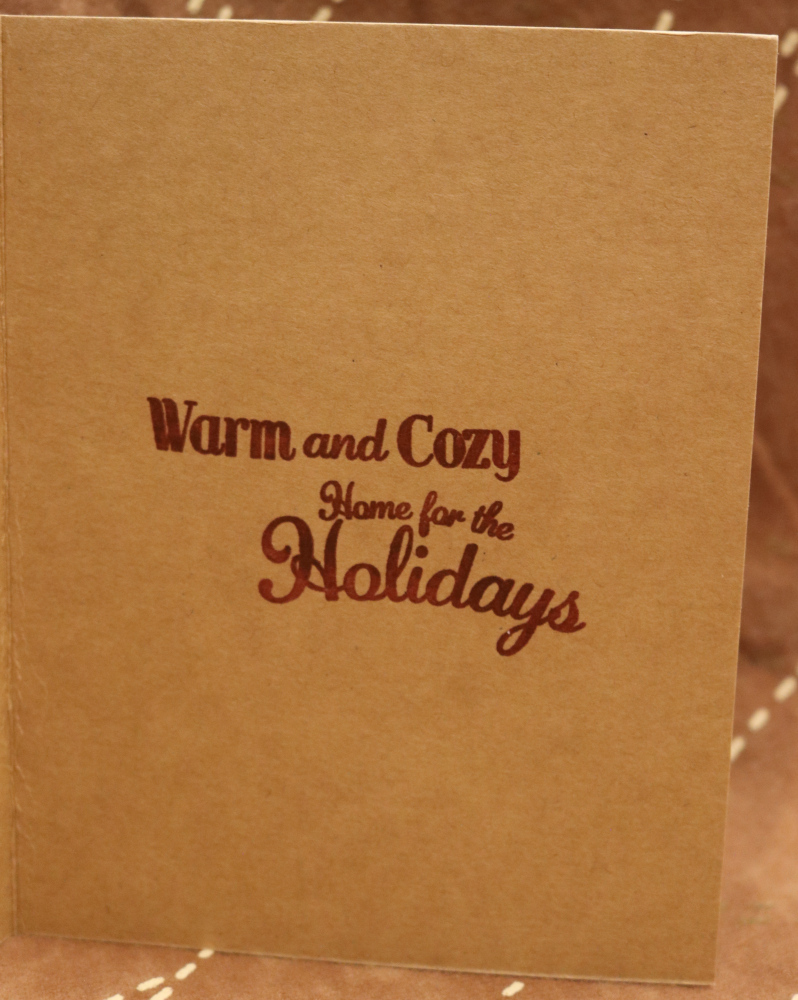 Warm and Cozy
Home for the
Holidays